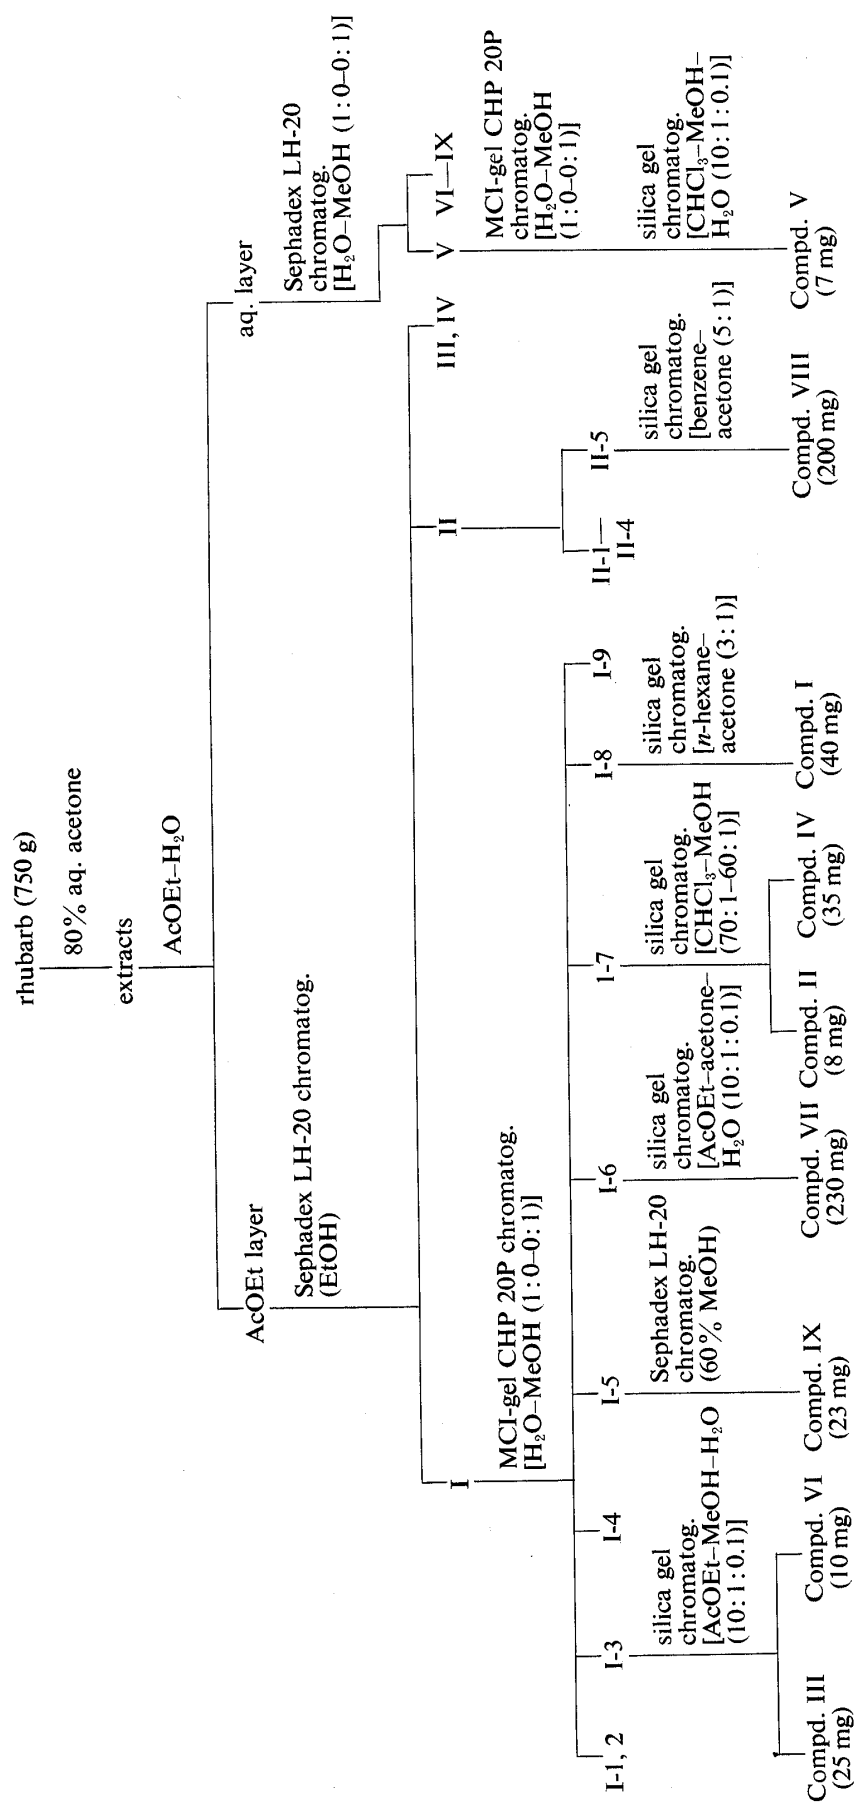 rhubarb (750 g)
80% aq. acetone
extracts
AcOEt–H₂O
AcOEt layer
Sephadex LH-20 chromatog.
(EtOH)
aq. layer
Sephadex LH-20
chromatog.
[H₂O–MeOH (1:0–0:1)]
I
MCI-gel CHP 20P chromatog.
[H₂O–MeOH (1:0–0:1)]
II
III, IV
V
VI—IX
MCI-gel CHP 20P
chromatog.
[H₂O–MeOH
(1:0–0:1)]
I-1, 2
I-3
silica gel
chromatog.
[AcOEt–MeOH–H₂O
(10:1:0.1)]
I-4
I-5
Sephadex LH-20
chromatog.
(60% MeOH)
I-6
silica gel
chromatog.
[AcOEt–acetone–
H₂O (10:1:0.1)]
I-7
silica gel
chromatog.
[CHCl₃–MeOH
(70:1–60:1)]
I-8
silica gel
chromatog.
[n-hexane–
acetone (3:1)]
I-9
II-1—
II-4
II-5
silica gel
chromatog.
[benzene–
acetone (5:1)]
silica gel
chromatog.
[CHCl₃–MeOH–
H₂O (10:1:0.1)]
Compd. III
(25 mg)
Compd. VI
(10 mg)
Compd. IX
(23 mg)
Compd. VII
(230 mg)
Compd. II
(8 mg)
Compd. IV
(35 mg)
Compd. I
(40 mg)
Compd. VIII
(200 mg)
Compd. V
(7 mg)